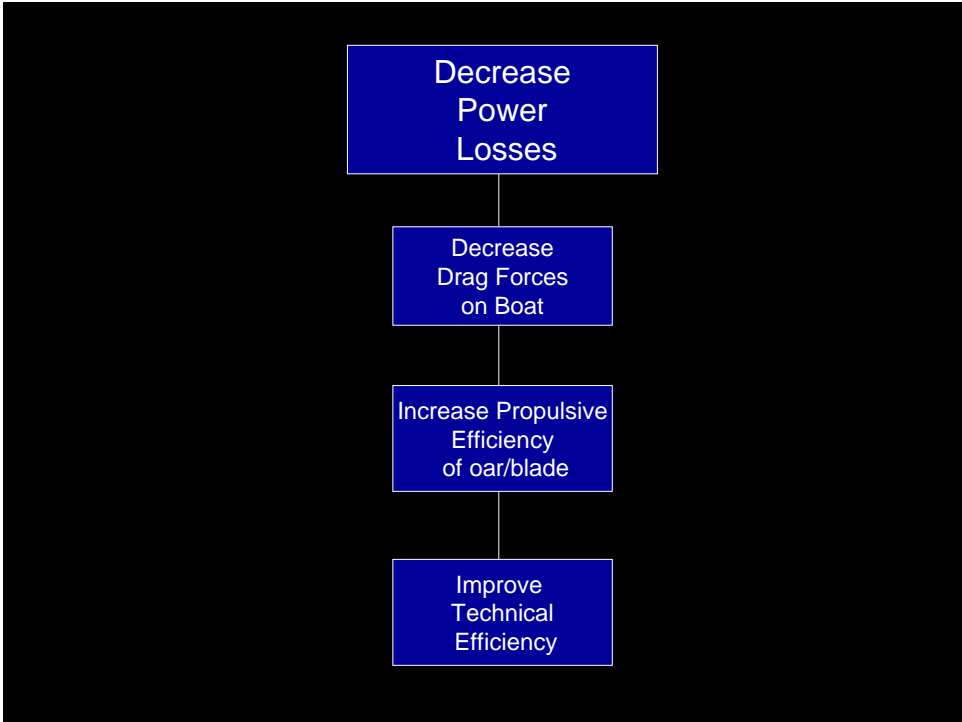 Decrease
Power
Losses
Decrease
Drag Forces
on Boat
Increase Propulsive
Efficiency
of oar/blade
Improve
Technical
Efficiency